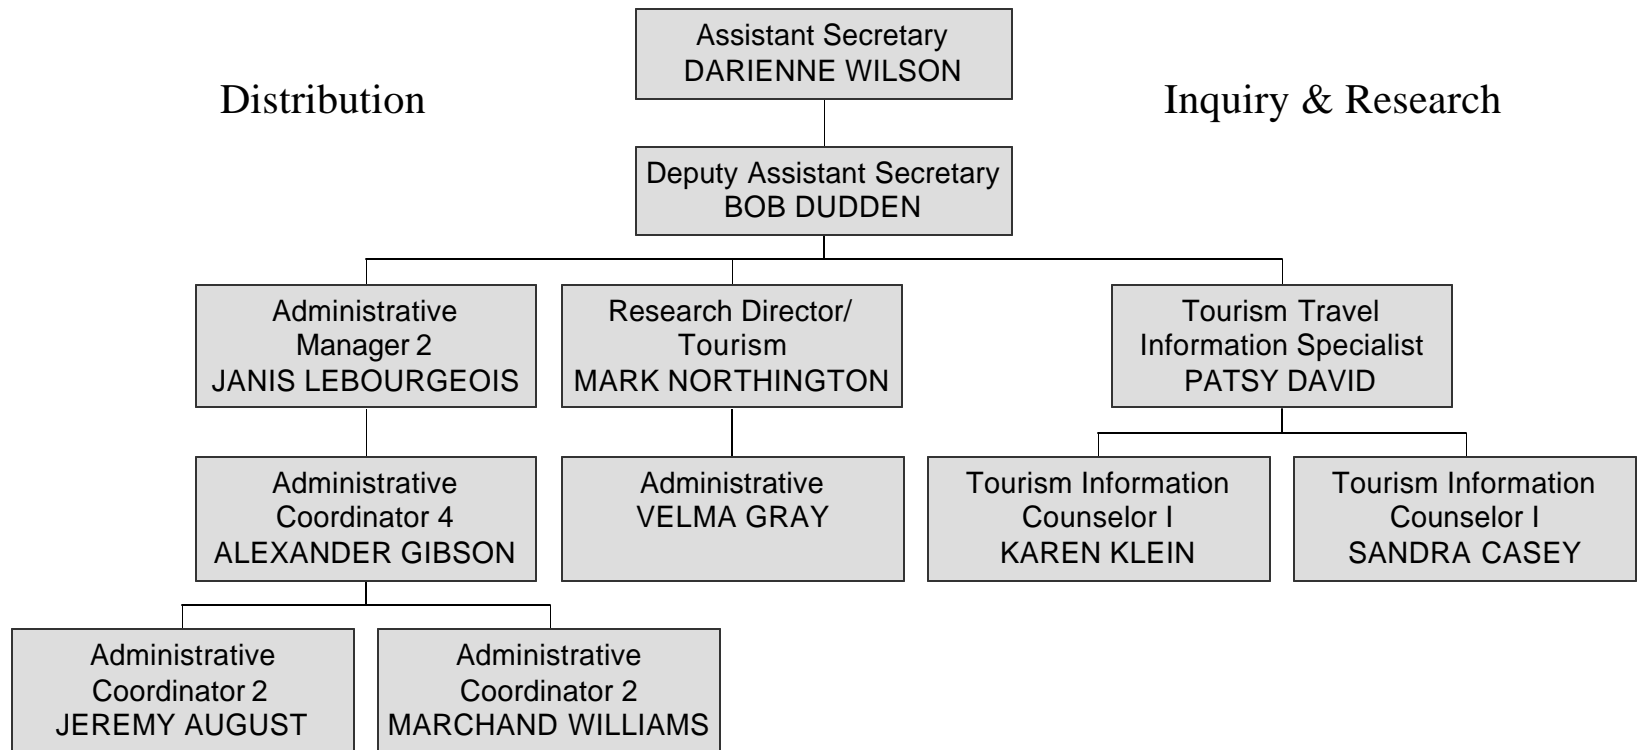 Assistant Secretary
DARIENNE WILSON
Distribution
Inquiry & Research
Deputy Assistant Secretary
BOB DUDDEN
Administrative
Manager 2
JANIS LEBOURGEOIS
Research Director/
Tourism
MARK NORTHINGTON
Tourism Travel
Information Specialist
PATSY DAVID
Administrative
Coordinator 4
ALEXANDER GIBSON
Administrative
VELMA GRAY
Tourism Information
Counselor I
KAREN KLEIN
Tourism Information
Counselor I
SANDRA CASEY
Administrative
Coordinator 2
JEREMY AUGUST
Administrative
Coordinator 2
MARCHAND WILLIAMS